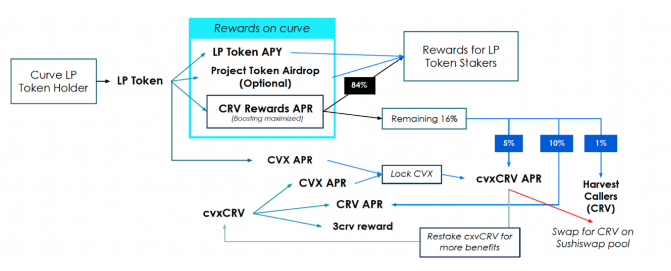 Rewards on curve
LP Token APY
Project Token Airdrop
(Optional)
CRV Rewards APR
(Boosting maximized)
Curve LP
Token Holder
LP Token
Rewards for LP
Token Stakers
84%
Remaining 16%
5%
10%
1%
CVX APR
Lock CVX
cvxCRV APR
Harvest
Callers
(CRV)
CVX APR
cvxCRV
CRV APR
3crv reward
Restake cxvCRV for
more benefits
Swap for CRV on
Sushiswap pool